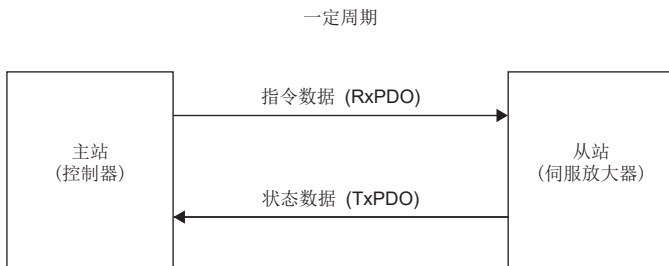 一定周期
指令数据 (RxPDO)
主站
(控制器)
从站
(伺服放大器)
状态数据 (TxPDO)